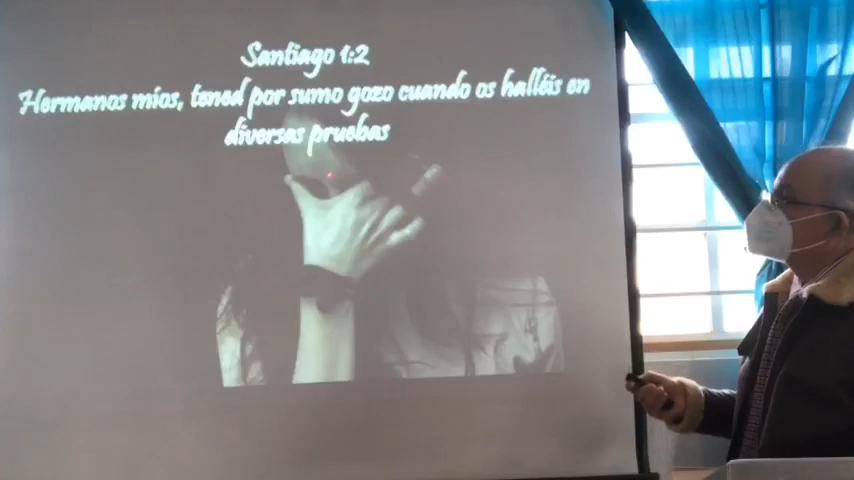 Santiago 1:2
Hermanos míos, tened por sumo gozo cuando os halléis en
diversas pruebas